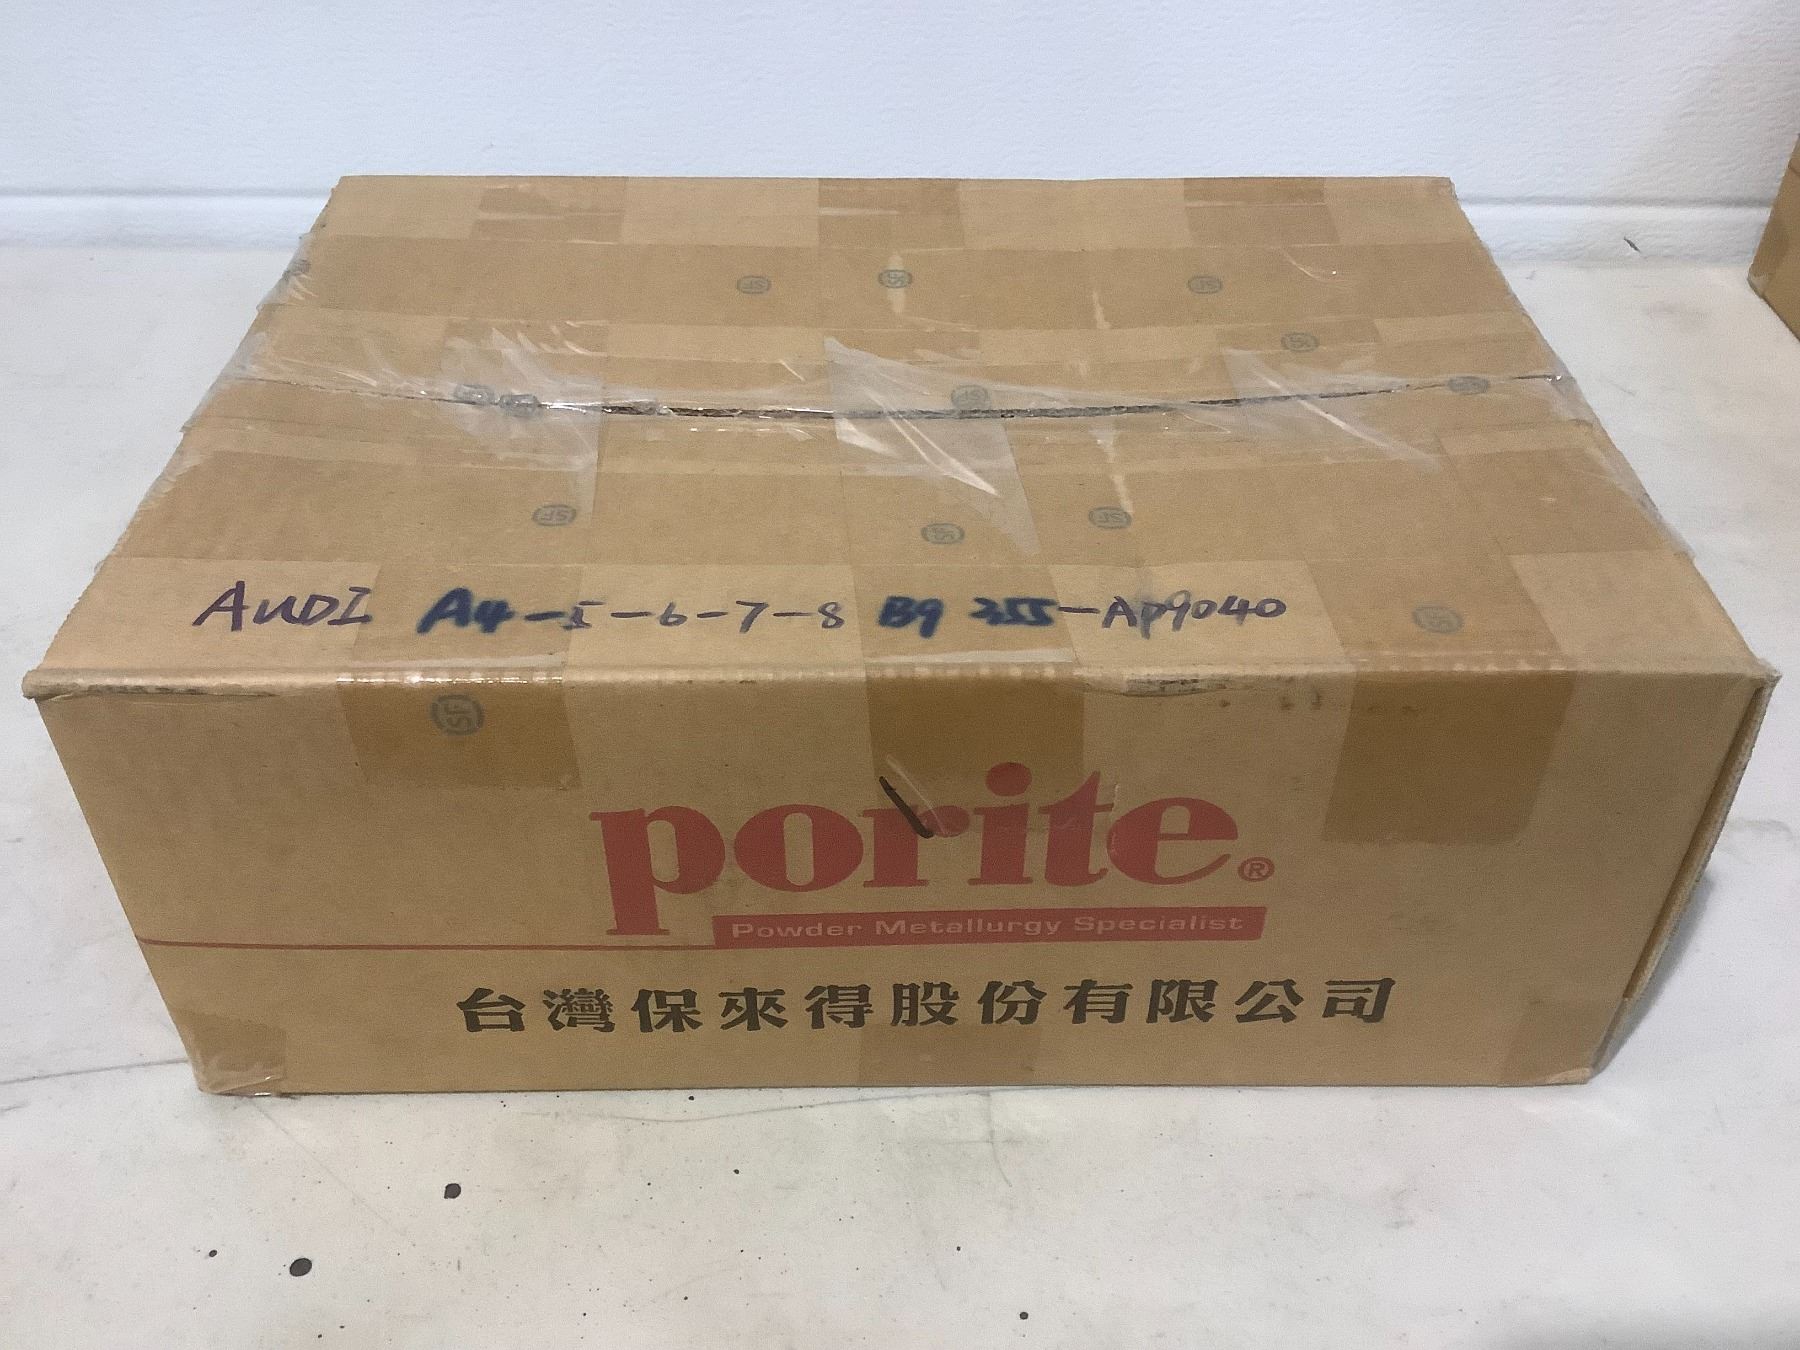 AUDI A4-5-6-7-8 B9 355-AP9040
porite®
Powder Metallurgy Specialist
台灣保來得股份有限公司
SF